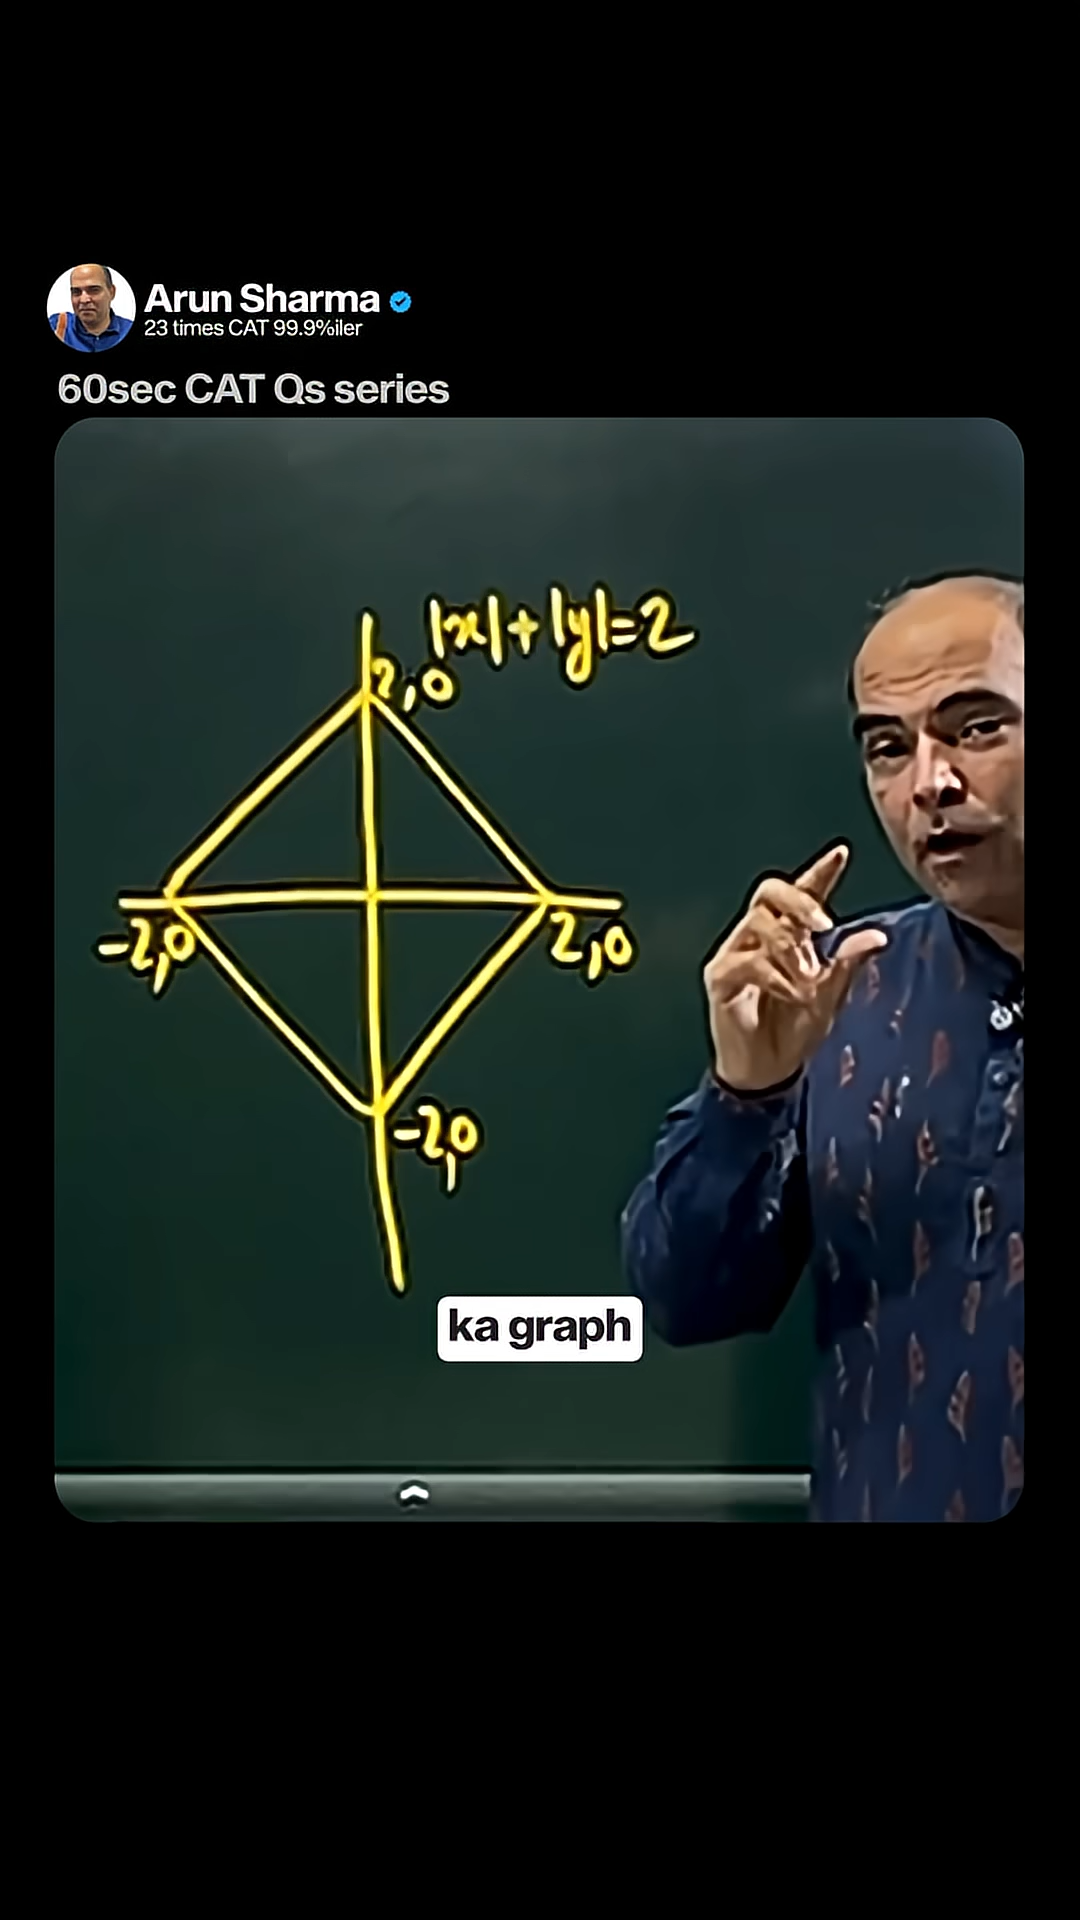 Arun Sharma
23 times CAT 99.9%iler
60sec CAT Qs series
|x|+|y|=2
2,0
-2,0
2,0
-2,0
ka graph